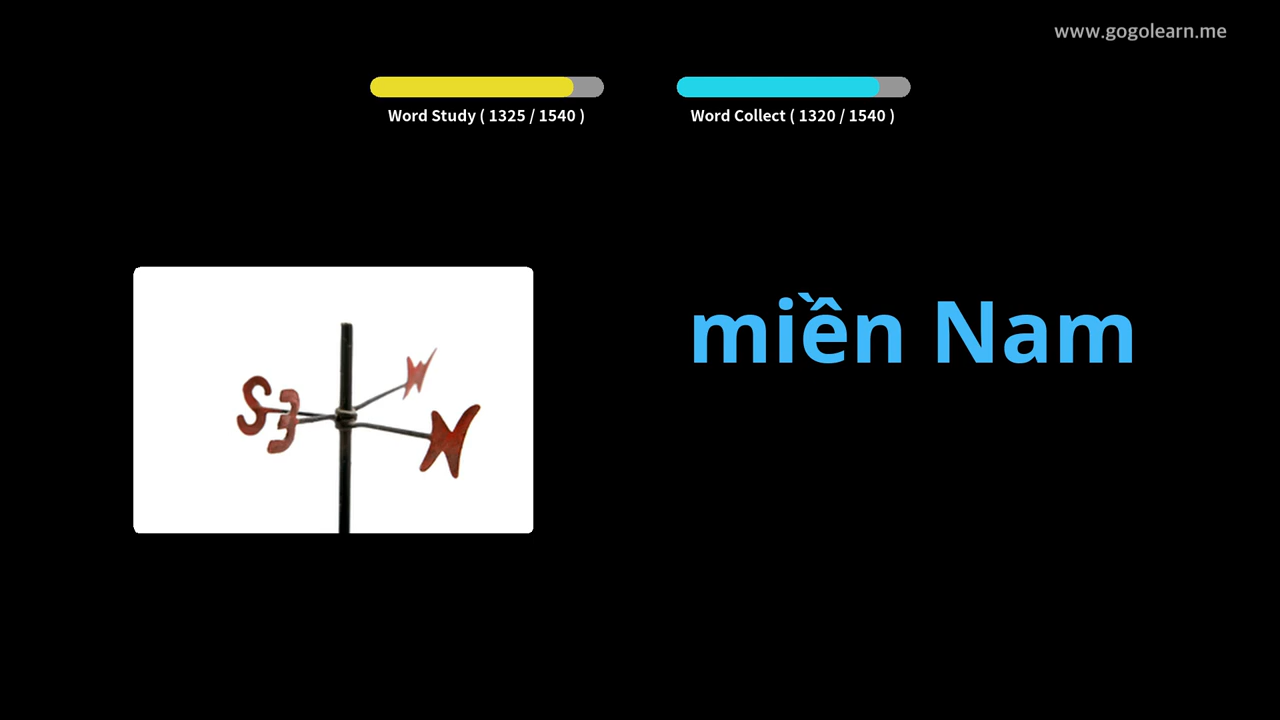 www.gogolearn.me
Word Study ( 1325 / 1540 )
Word Collect ( 1320 / 1540 )
miền Nam
S
E
N